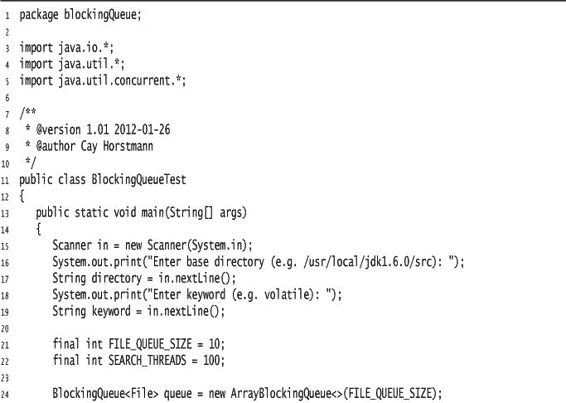 1 package blockingQueue;
2
3 import java.io.*;
4 import java.util.*;
5 import java.util.concurrent.*;
6
7 /**
8  * @version 1.01 2012-01-26
9  * @author Cay Horstmann
10  */
11 public class BlockingQueueTest
12 {
13    public static void main(String[] args)
14    {
15       Scanner in = new Scanner(System.in);
16       System.out.print("Enter base directory (e.g. /usr/local/jdk1.6.0/src): ");
17       String directory = in.nextLine();
18       System.out.print("Enter keyword (e.g. volatile): ");
19       String keyword = in.nextLine();
20
21       final int FILE_QUEUE_SIZE = 10;
22       final int SEARCH_THREADS = 100;
23
24       BlockingQueue<File> queue = new ArrayBlockingQueue<>(FILE_QUEUE_SIZE);